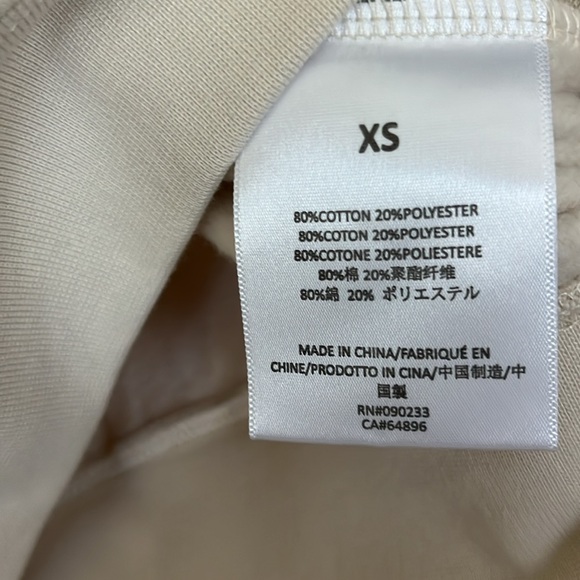 XS
80%COTTON 20%POLYESTER
80%COTON 20%POLYESTER
80%COTONE 20%POLIESTERE
80%棉 20%聚酯纤维
80%綿 20% ポリエステル
MADE IN CHINA/FABRIQUÉ EN
CHINE/PRODOTTO IN CINA/中国制造/中
国製
RN#090233
CA#64896